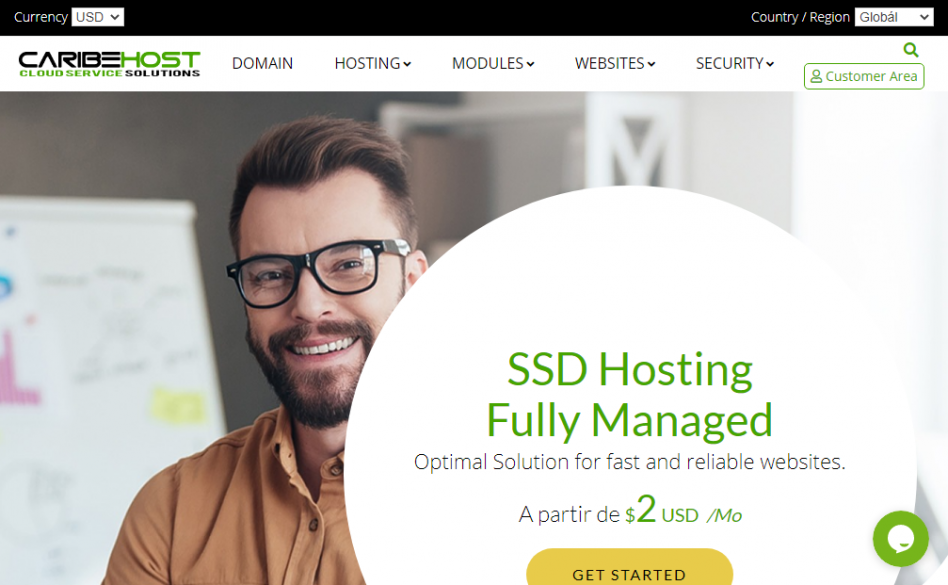 Currency USD
Country / Region Globál
CARIBEHOST
CLOUD SERVICE SOLUTIONS
DOMAIN HOSTING MODULES WEBSITES SECURITY
Customer Area
SSD Hosting
Fully Managed
Optimal Solution for fast and reliable websites.
A partir de $2 USD /Mo
GET STARTED